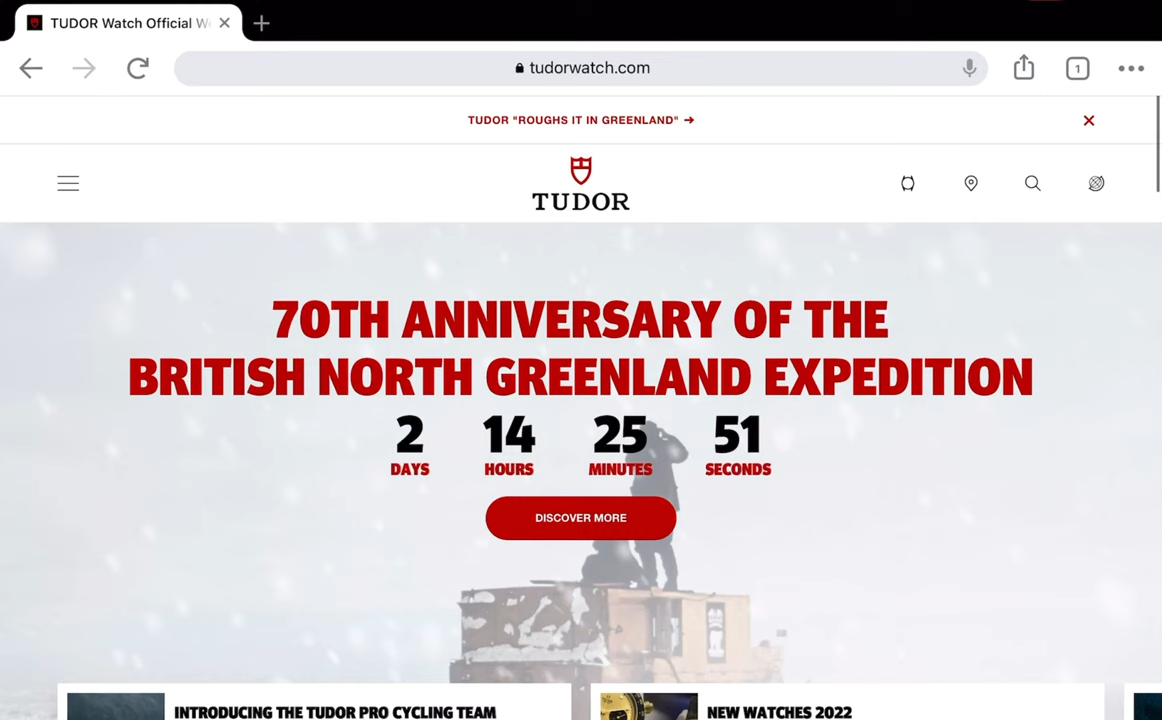 TUDOR Watch Official W
tudorwatch.com
1
TUDOR "ROUGHS IT IN GREENLAND" →
TUDOR
70TH ANNIVERSARY OF THE
BRITISH NORTH GREENLAND EXPEDITION
2 14 25 51
DAYS HOURS MINUTES SECONDS
DISCOVER MORE
INTRODUCING THE TUDOR PRO CYCLING TEAM
NEW WATCHES 2022